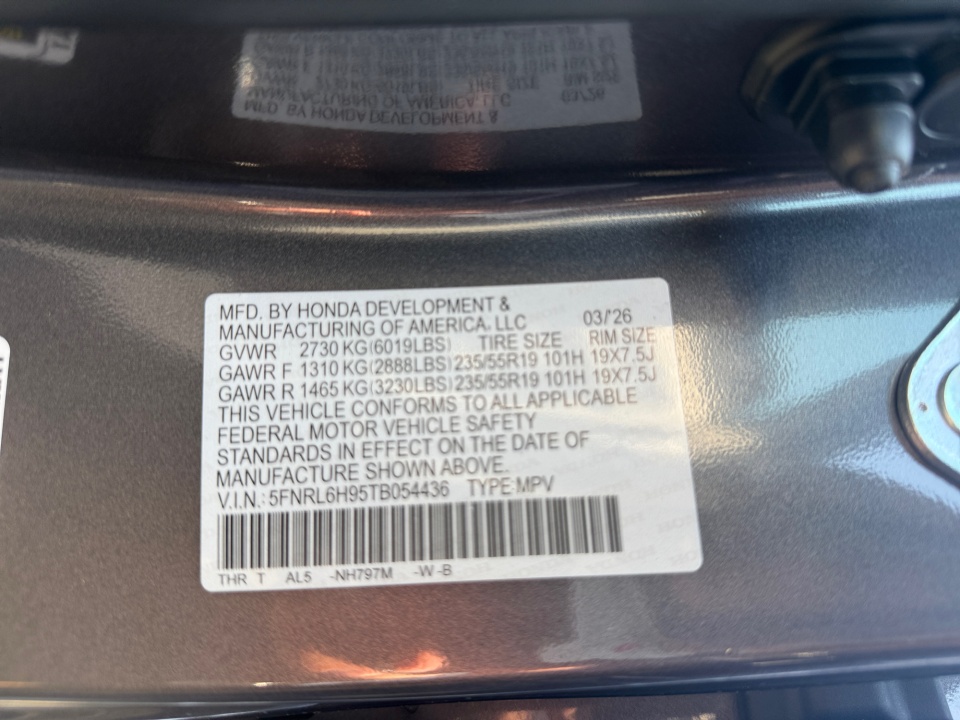 MFD. BY HONDA DEVELOPMENT &
MANUFACTURING OF AMERICA, LLC 03/'26
GVWR 2730 KG(6019LBS) TIRE SIZE RIM SIZE
GAWR F 1310 KG(2888LBS) 235/55R19 101H 19X7.5J
GAWR R 1465 KG(3230LBS) 235/55R19 101H 19X7.5J
THIS VEHICLE CONFORMS TO ALL APPLICABLE
FEDERAL MOTOR VEHICLE SAFETY
STANDARDS IN EFFECT ON THE DATE OF
MANUFACTURE SHOWN ABOVE.
V.I.N.: 5FNRL6H95TB054436 TYPE:MPV
THR T AL5 -NH797M -W -B